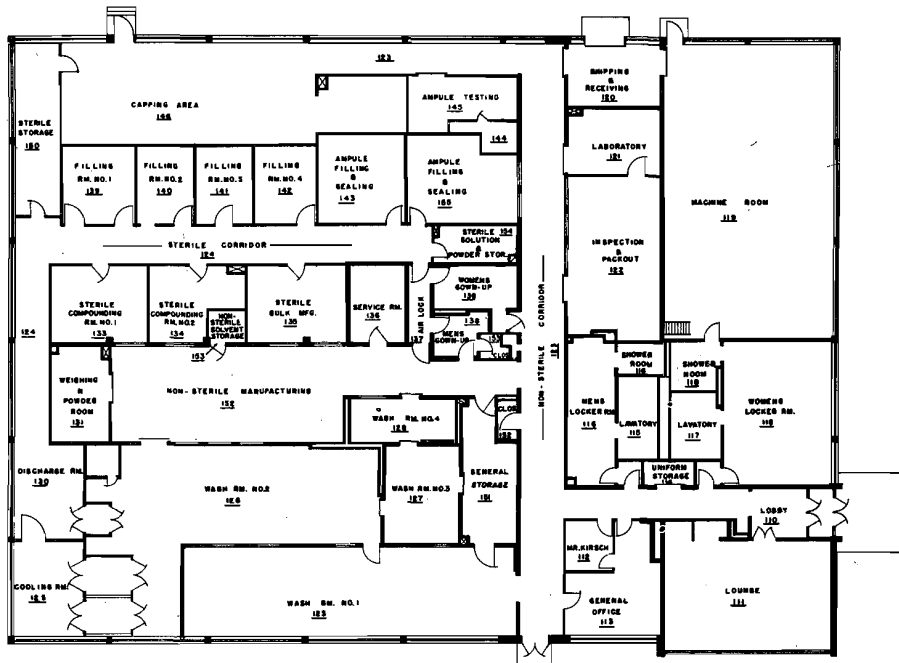 123
CAPPING AREA
146
AMPULE TESTING
145
144
SHIPPING
&
RECEIVING
120
STERILE
STORAGE
150
LABORATORY
121
FILLING
RM. NO.1
139
FILLING
RM. NO.2
140
FILLING
RM. NO.3
141
FILLING
RM. NO.4
142
AMPULE
FILLING
&
SEALING
143
AMPULE
FILLING
&
SEALING
155
MACHINE ROOM
119
STERILE 154
SOLUTION
&
POWDER STOR.
STERILE CORRIDOR
124
INSPECTION
&
PACKOUT
122
STERILE
COMPOUNDING
RM. NO.1
133
STERILE
COMPOUNDING
RM. NO.2
134
NON-
STERILE
SOLVENT
STORAGE
153
STERILE
BULK MFG.
135
SERVICE RM.
136
AIR LOCK
137
WOMENS
GOWN-UP
138
MENS
GOWN-UP
CLOS
NON-STERILE CORRIDOR
124
WEIGHING
N
POWDER
ROOM
131
NON-STERILE MANUFACTURING
132
SHOWER
ROOM
MENS
LOCKER RM.
116
LAVATORY
115
SHOWER
ROOM
118
LAVATORY
117
WOMENS
LOCKER RM.
118
WASH RM. NO.4
128
CLOS
152
GENERAL
STORAGE
151
UNIFORM
STORAGE
DISCHARGE RM.
130
WASH RM. NO.2
126
WASH RM. NO.3
127
LOBBY
110
COOLING RM.
MR. KIRSCH
112
WASH RM. NO.1
125
GENERAL
OFFICE
113
LOUNGE
111